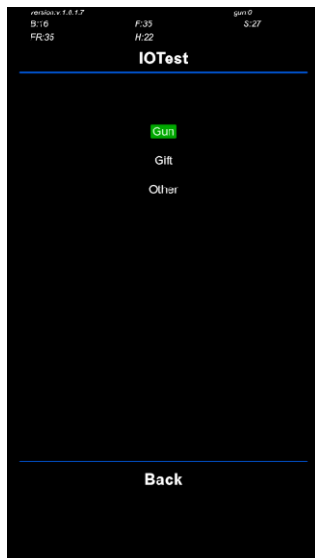 version:v.1.6.1.7 gun:0
B:16 F:35 S:27
FR:35 H:22
IOTest
Gun
Gift
Other
Back